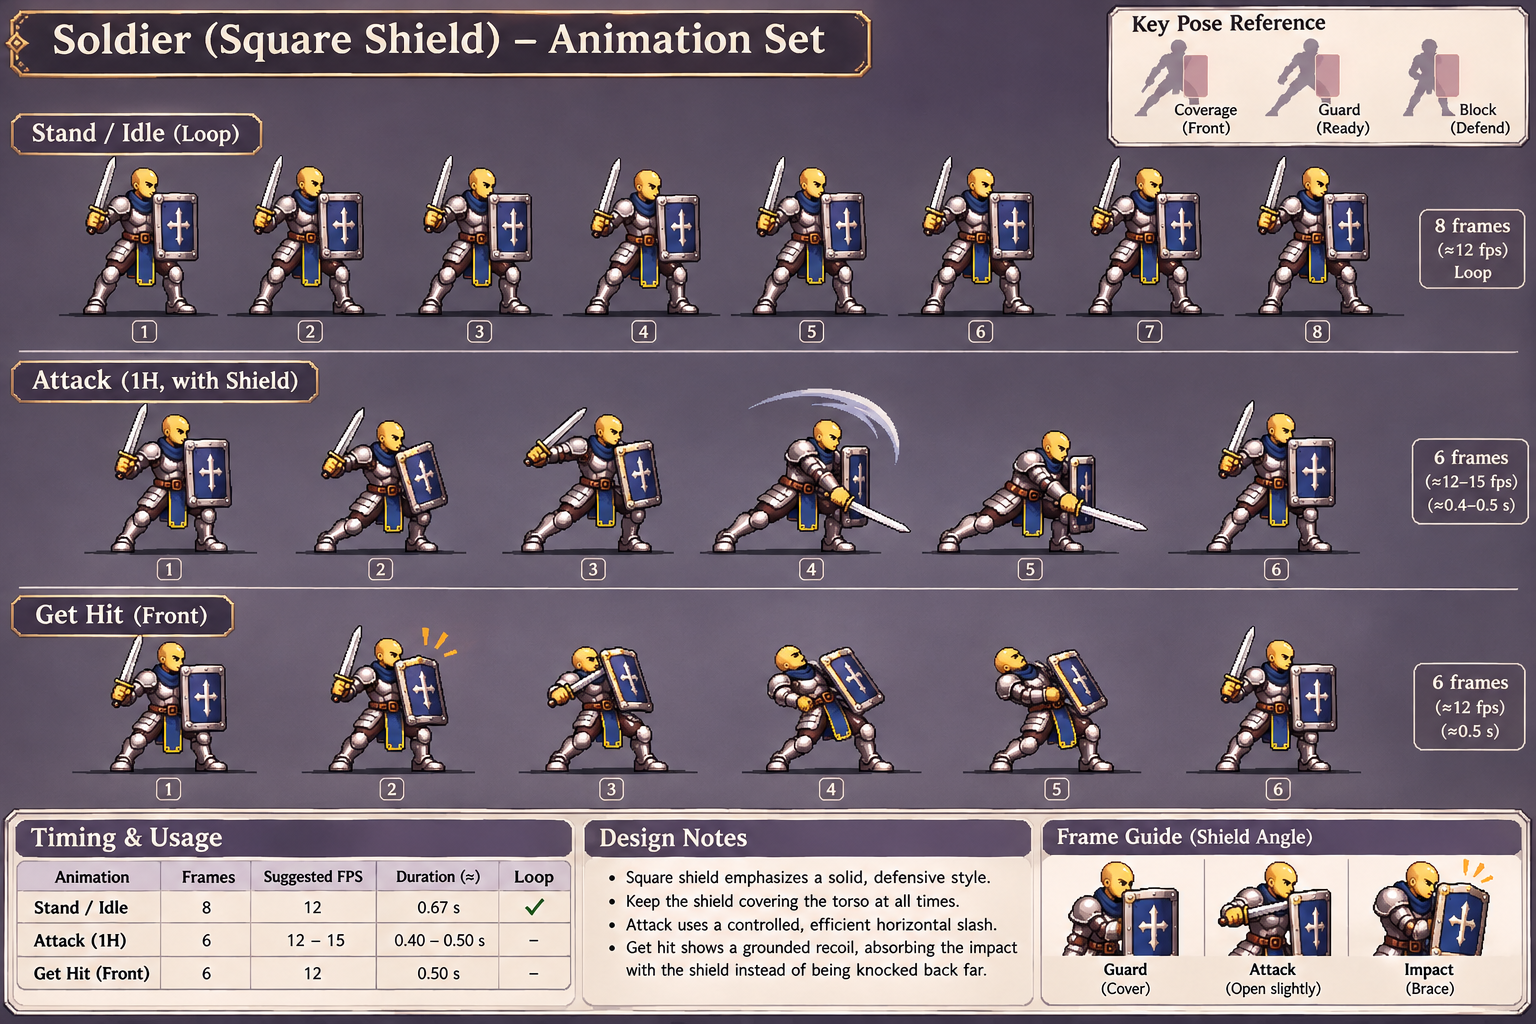 Soldier (Square Shield) – Animation Set
Key Pose Reference
Coverage
(Front)
Guard
(Ready)
Block
(Defend)
Stand / Idle (Loop)
1
2
3
4
5
6
7
8
8 frames
(≈12 fps)
Loop
Attack (1H, with Shield)
1
2
3
4
5
6
6 frames
(≈12–15 fps)
(≈0.4–0.5 s)
Get Hit (Front)
1
2
3
4
5
6
6 frames
(≈12 fps)
(≈0.5 s)
Timing & Usage
Animation Frames Suggested FPS Duration (≈) Loop
Stand / Idle 8 12 0.67 s ✓
Attack (1H) 6 12 – 15 0.40 – 0.50 s –
Get Hit (Front) 6 12 0.50 s –
Design Notes
• Square shield emphasizes a solid, defensive style.
• Keep the shield covering the torso at all times.
• Attack uses a controlled, efficient horizontal slash.
• Get hit shows a grounded recoil, absorbing the impact
with the shield instead of being knocked back far.
Frame Guide (Shield Angle)
Guard
(Cover)
Attack
(Open slightly)
Impact
(Brace)